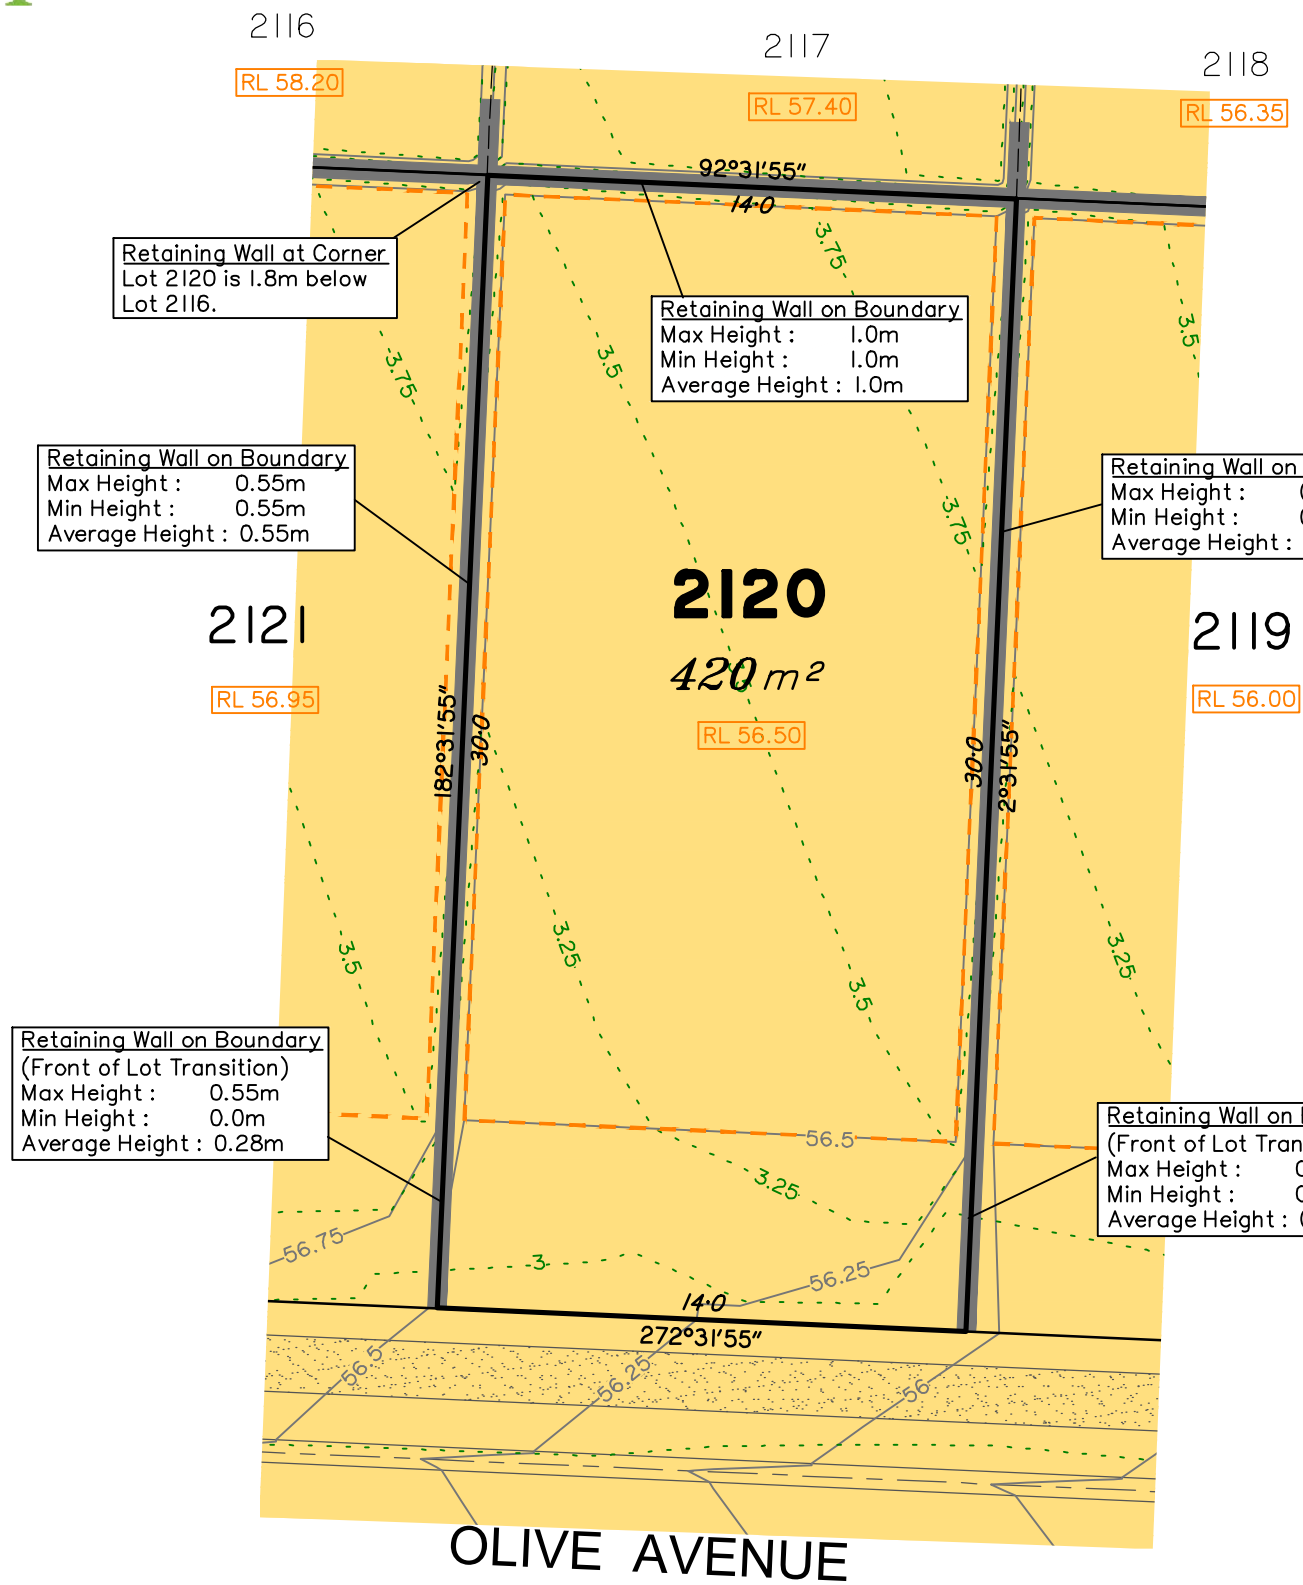 2116
2117
2118
RL 58.20
RL 57.40
RL 56.35
92°31'55"
14·0
Retaining Wall at Corner
Lot 2120 is 1.8m below
Lot 2116.
3.75
Retaining Wall on Boundary
Max Height : 1.0m
Min Height : 1.0m
Average Height : 1.0m
3.5
3.5
3.75
Retaining Wall on Boundary
Max Height : 0.55m
Min Height : 0.55m
Average Height : 0.55m
3.75
Retaining Wall on
Max Height :
Min Height :
Average Height :
2120
2121
2119
420 m²
RL 56.95
RL 56.50
RL 56.00
182°31'55"
30·0
30·0
2°31'55"
3.5
3.25
3.5
3.25
Retaining Wall on Boundary
(Front of Lot Transition)
Max Height : 0.55m
Min Height : 0.0m
Average Height : 0.28m
56.5
Retaining Wall on
(Front of Lot Tran
Max Height :
Min Height :
Average Height :
3.25
56.75
3
56.25
14·0
272°31'55"
56.5
56.25
56
OLIVE AVENUE